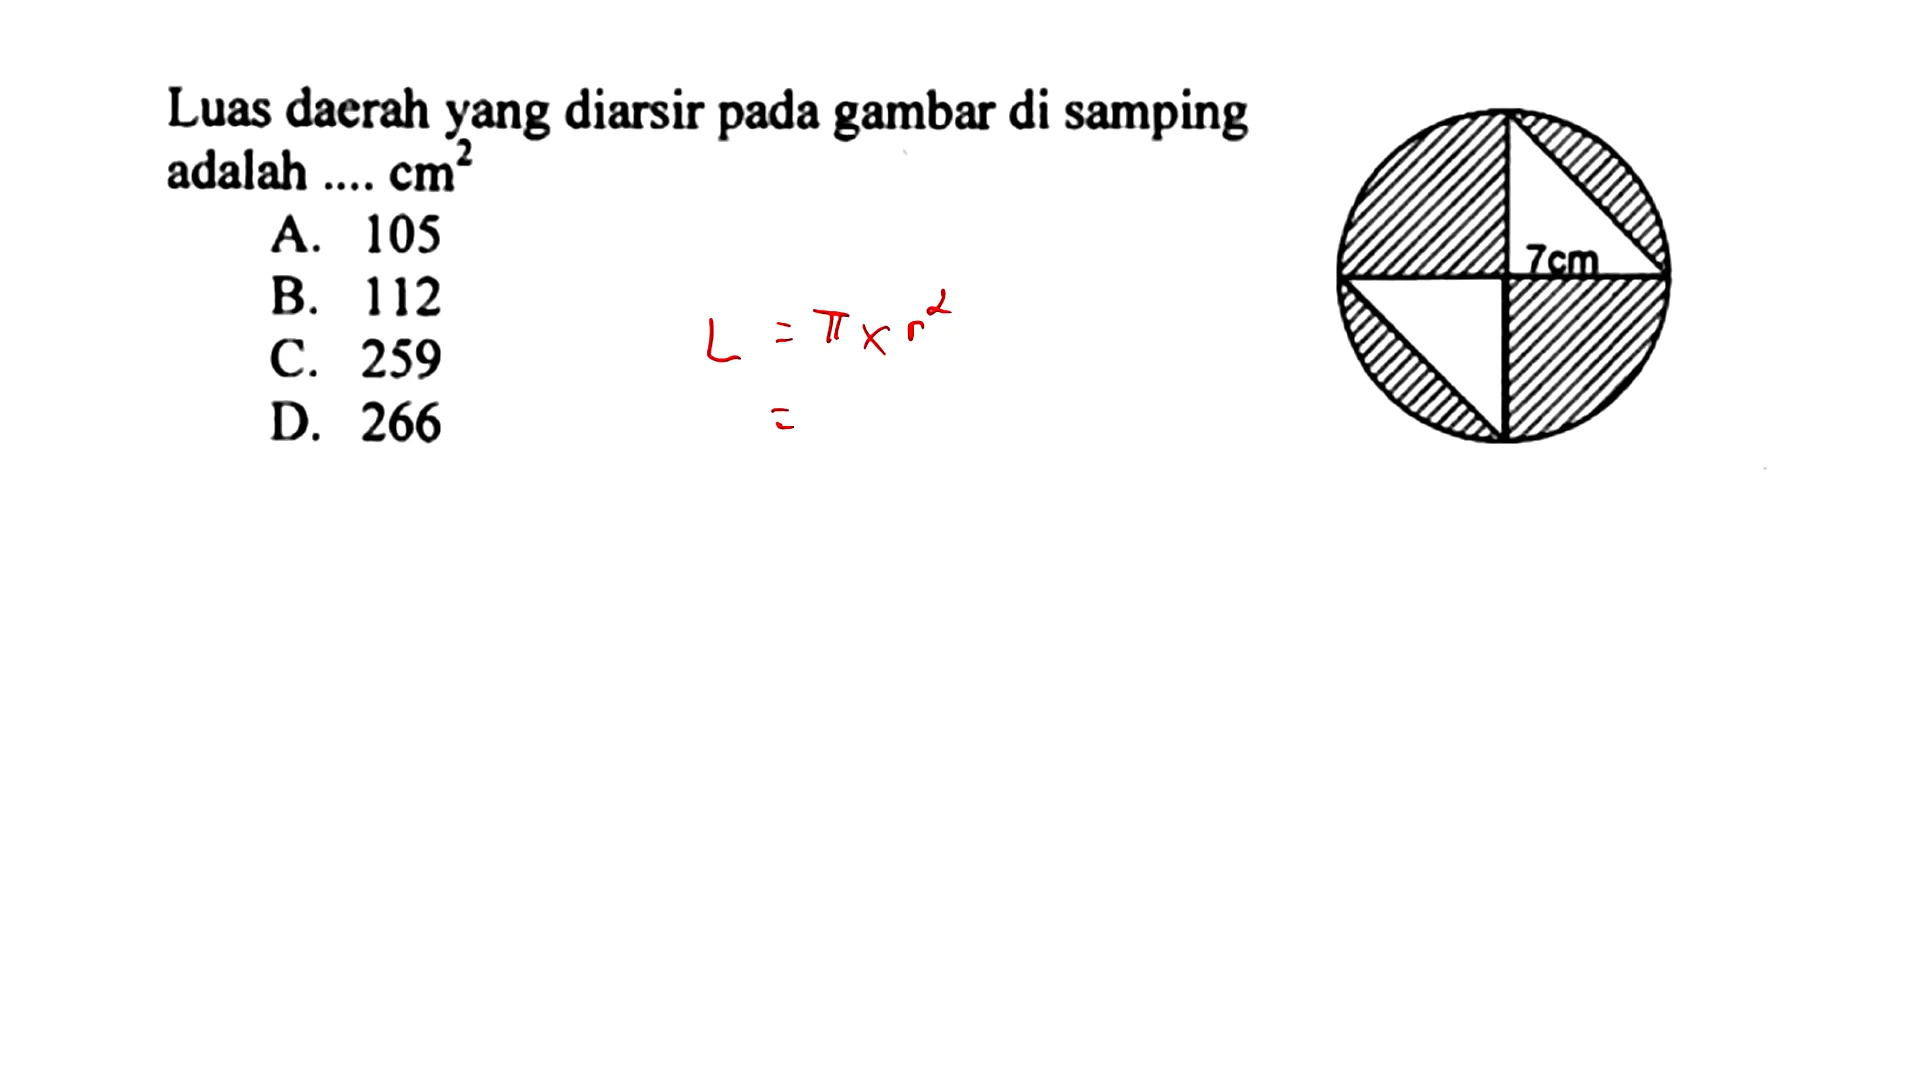 Luas daerah yang diarsir pada gambar di samping
adalah .... cm²
A. 105
B. 112
C. 259
D. 266
7cm
L = π x r²
=